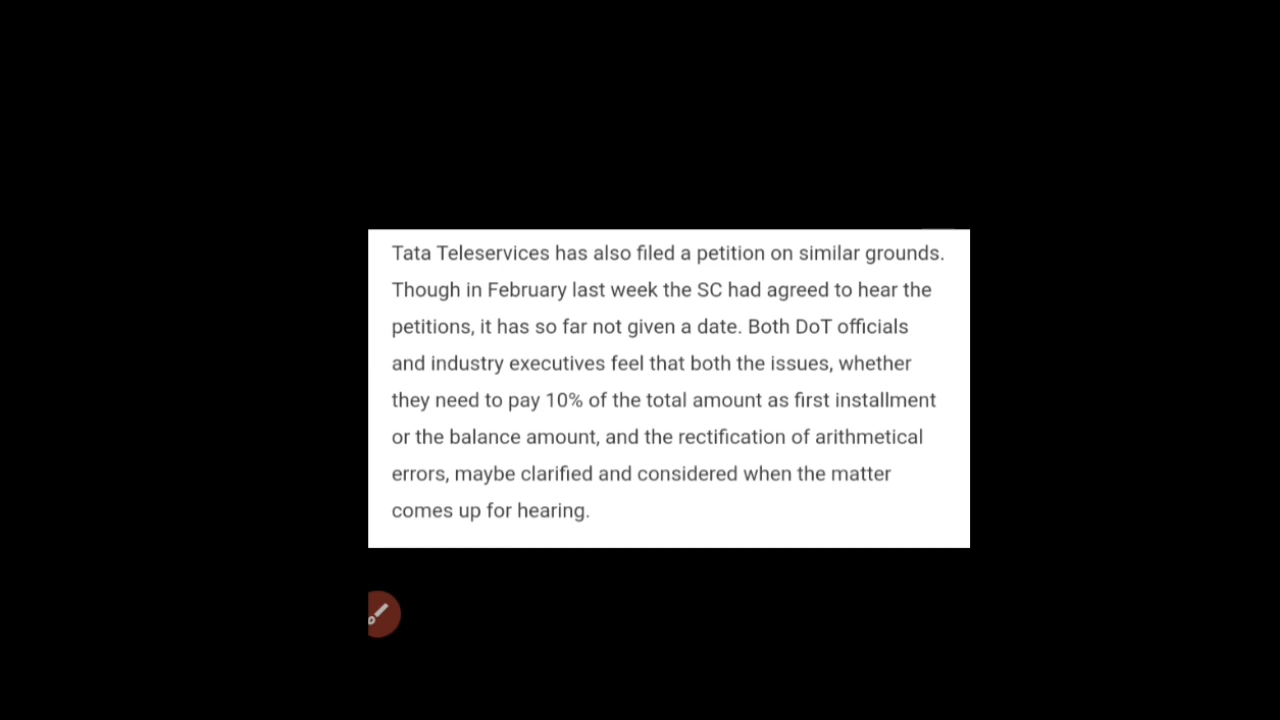 Tata Teleservices has also filed a petition on similar grounds.
Though in February last week the SC had agreed to hear the
petitions, it has so far not given a date. Both DoT officials
and industry executives feel that both the issues, whether
they need to pay 10% of the total amount as first installment
or the balance amount, and the rectification of arithmetical
errors, maybe clarified and considered when the matter
comes up for hearing.